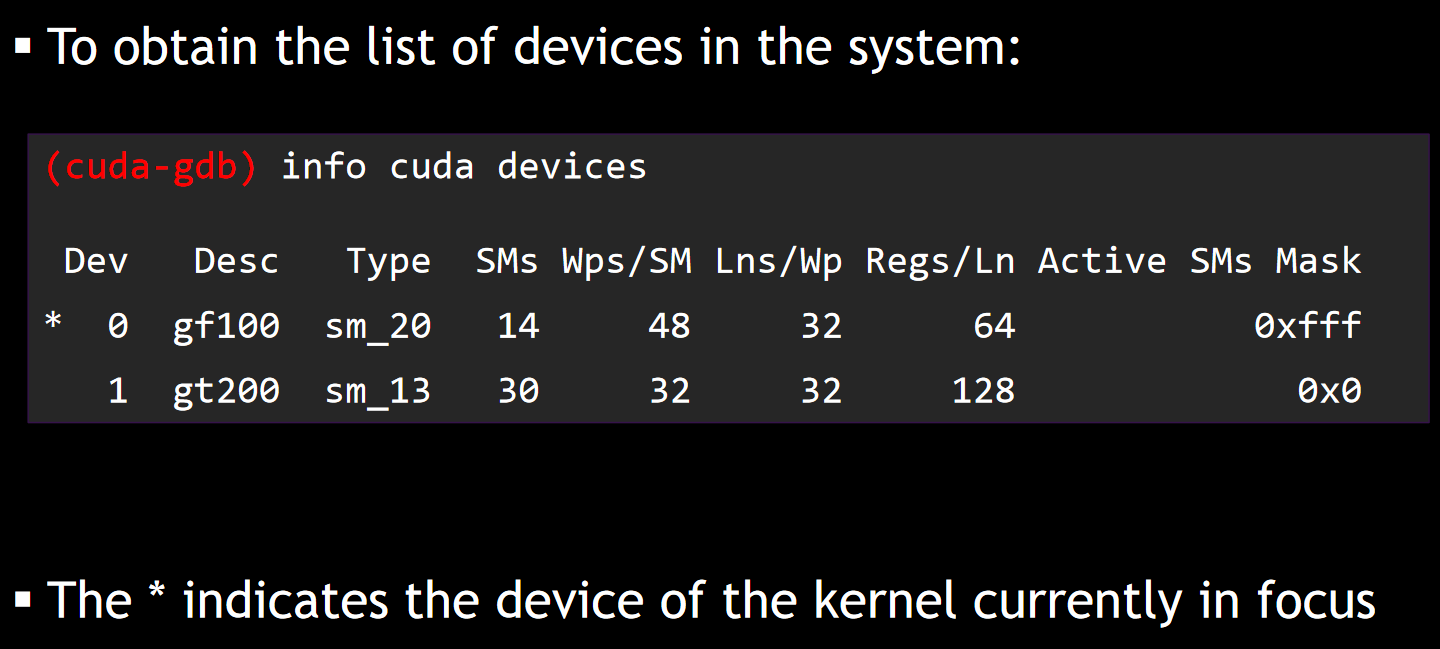 ▪ To obtain the list of devices in the system:
(cuda-gdb) info cuda devices
Dev Desc Type SMs Wps/SM Lns/Wp Regs/Ln Active SMs Mask
* 0 gf100 sm_20 14 48 32 64 0xfff
1 gt200 sm_13 30 32 32 128 0x0
▪ The * indicates the device of the kernel currently in focus